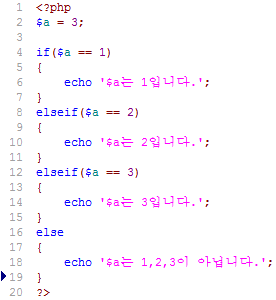 1 <?php
2 $a = 3;
3
4 if($a == 1)
5 {
6 echo '$a는 1입니다.';
7 }
8 elseif($a == 2)
9 {
10 echo '$a는 2입니다.';
11 }
12 elseif($a == 3)
13 {
14 echo '$a는 3입니다.';
15 }
16 else
17 {
18 echo '$a는 1,2,3이 아닙니다.';
19 }
20 ?>